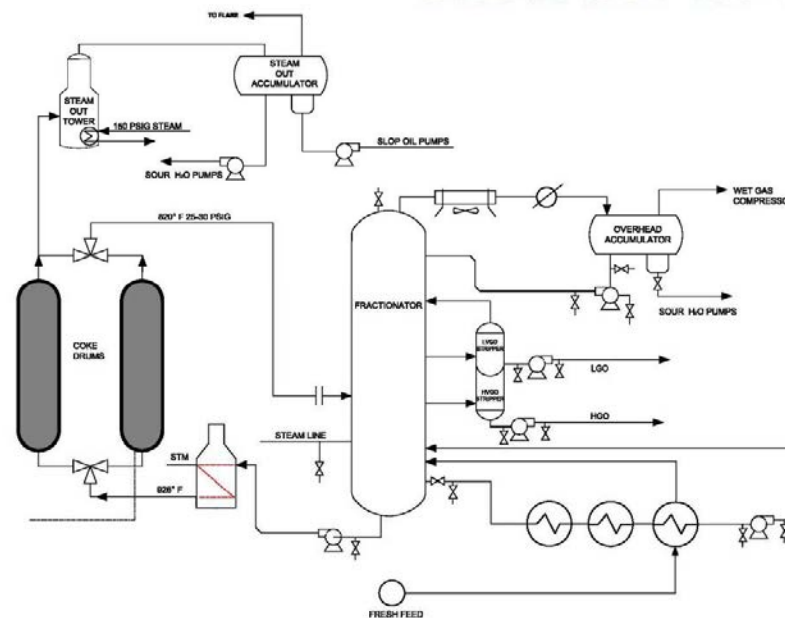 TO FLARE
STEAM
OUT
ACCUMULATOR
STEAM
OUT
TOWER
150 PSIG STEAM
SLOP OIL PUMPS
SOUR H2O PUMPS
820° F 25-30 PSIG
WET GAS
COMPRESSO
OVERHEAD
ACCUMULATOR
FRACTIONATOR
SOUR H2O PUMPS
COKE
DRUMS
LVGO
STRIPPER
LGO
HVGO
STRIPPER
HGO
STEAM LINE
STM
926° F
FRESH FEED